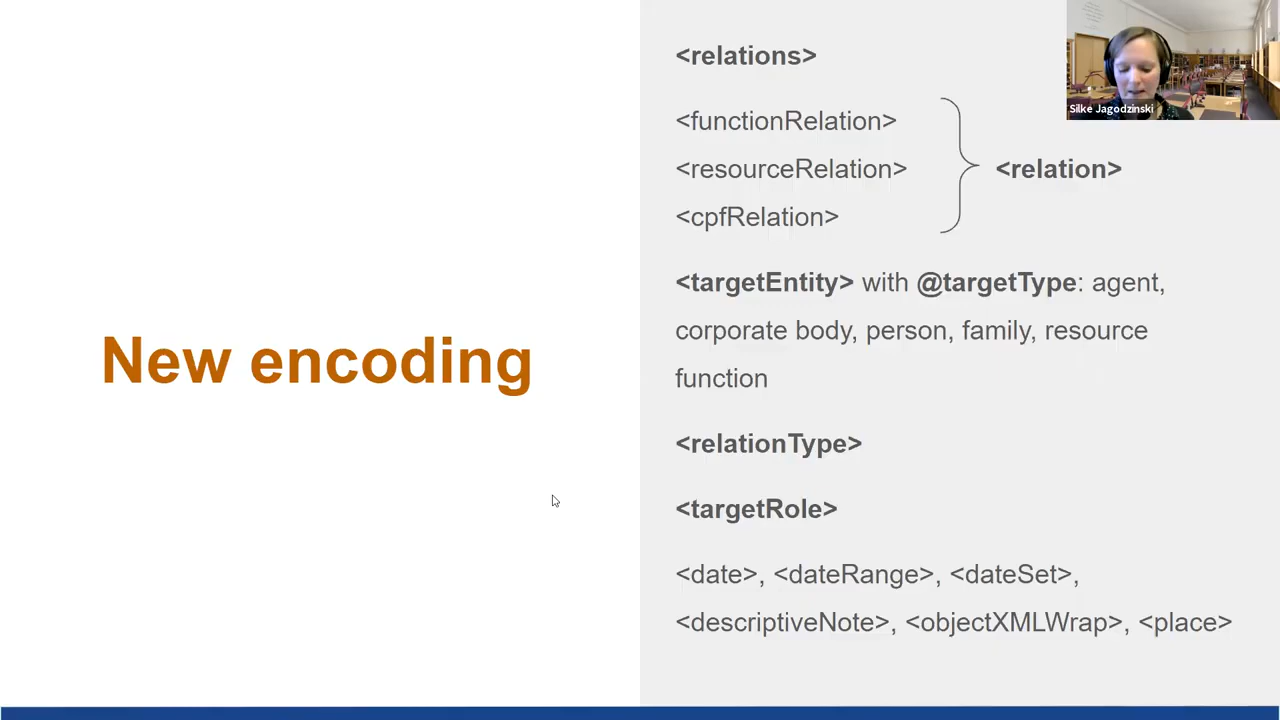 New encoding
<relations>
<functionRelation>
<resourceRelation>
<cpfRelation>
<relation>
<targetEntity> with @targetType: agent,
corporate body, person, family, resource
function
<relationType>
<targetRole>
<date>, <dateRange>, <dateSet>,
<descriptiveNote>, <objectXMLWrap>, <place>
Silke Jagodzinski